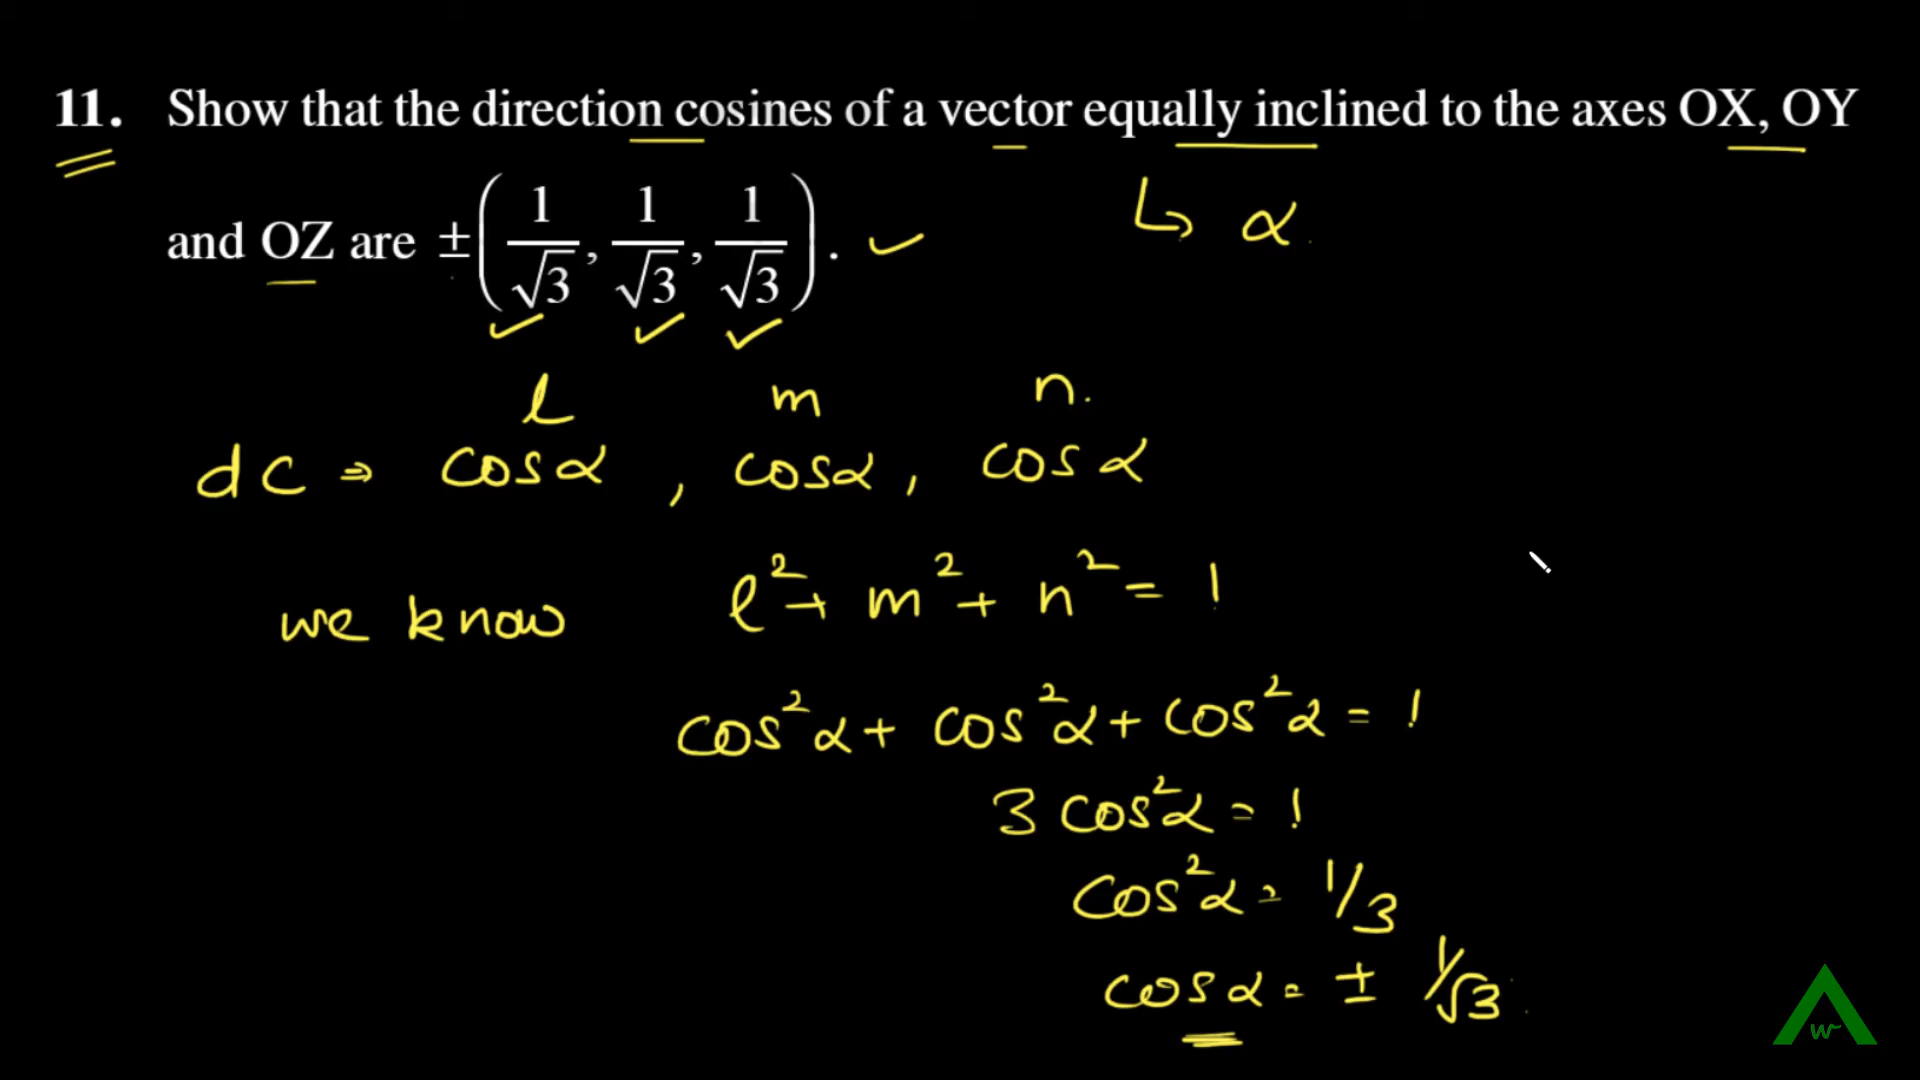 11. Show that the direction cosines of a vector equally inclined to the axes OX, OY
and OZ are ±(1/√3, 1/√3, 1/√3).
↳ α
l m n.
dc ⇒ cosα , cosα , cosα
we know l² + m² + n² = 1
cos²α + cos²α + cos²α = 1
3 cos²α = 1
cos²α = 1/3
cosα = ± 1/√3
w